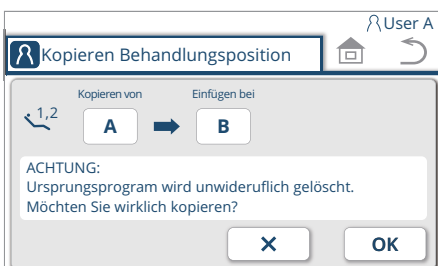 User A
Kopieren Behandlungsposition
Kopieren von Einfügen bei
1,2 A B
ACHTUNG:
Ursprungsprogram wird unwideruflich gelöscht.
Möchten Sie wirklich kopieren?
× OK